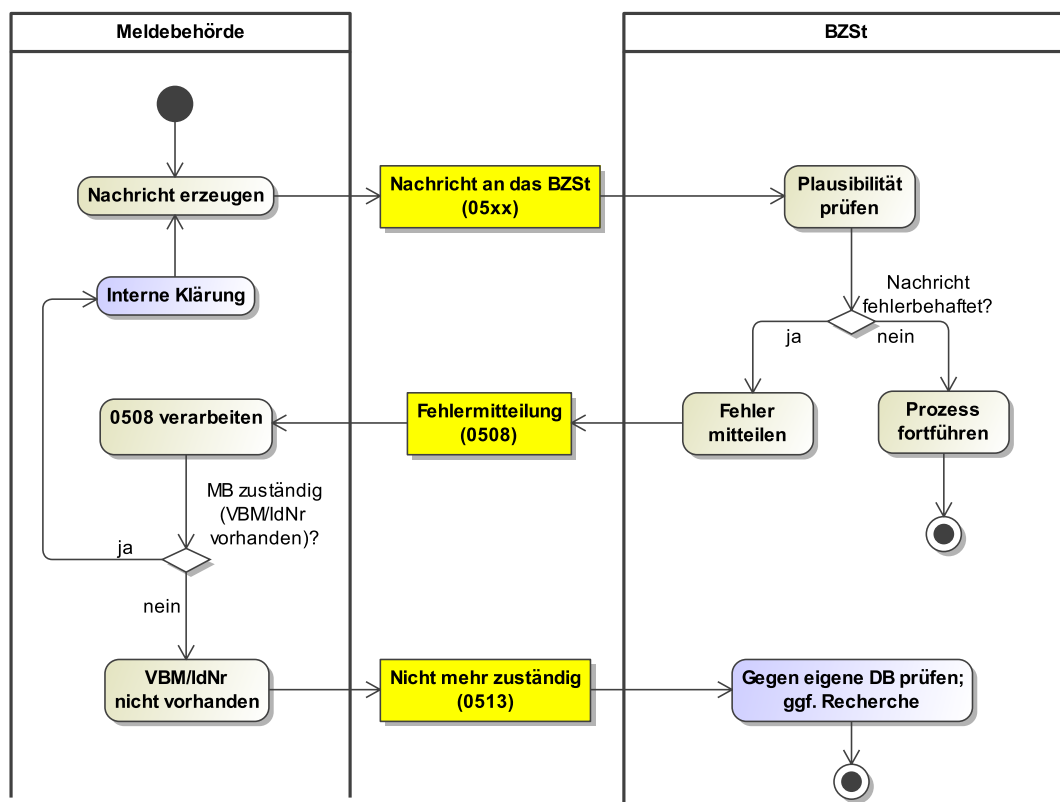 Meldebehörde
BZSt
Nachricht erzeugen
Nachricht an das BZSt
(05xx)
Plausibilität
prüfen
Interne Klärung
Nachricht
fehlerbehaftet?
ja
nein
0508 verarbeiten
Fehlermitteilung
(0508)
Fehler
mitteilen
Prozess
fortführen
MB zuständig
(VBM/IdNr
vorhanden)?
ja
nein
VBM/IdNr
nicht vorhanden
Nicht mehr zuständig
(0513)
Gegen eigene DB prüfen;
ggf. Recherche